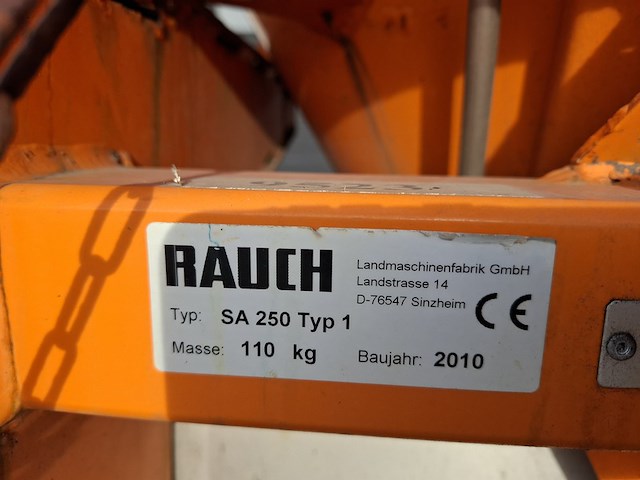 RAUCH
Landmaschinenfabrik GmbH
Landstrasse 14
D-76547 Sinzheim
CE
Typ: SA 250 Typ 1
Masse: 110 kg
Baujahr: 2010